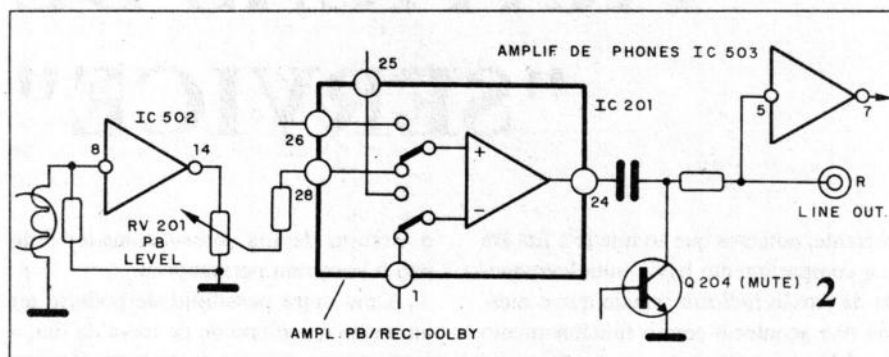 AMPLIF DE PHONES IC 503
25
IC 502
IC 201
5
7
26
8
14
+
28
R
RV 201
PB
LEVEL
–
24
LINE OUT.
Q 204 (MUTE)
2
1
AMPL. PB/REC-DOLBY